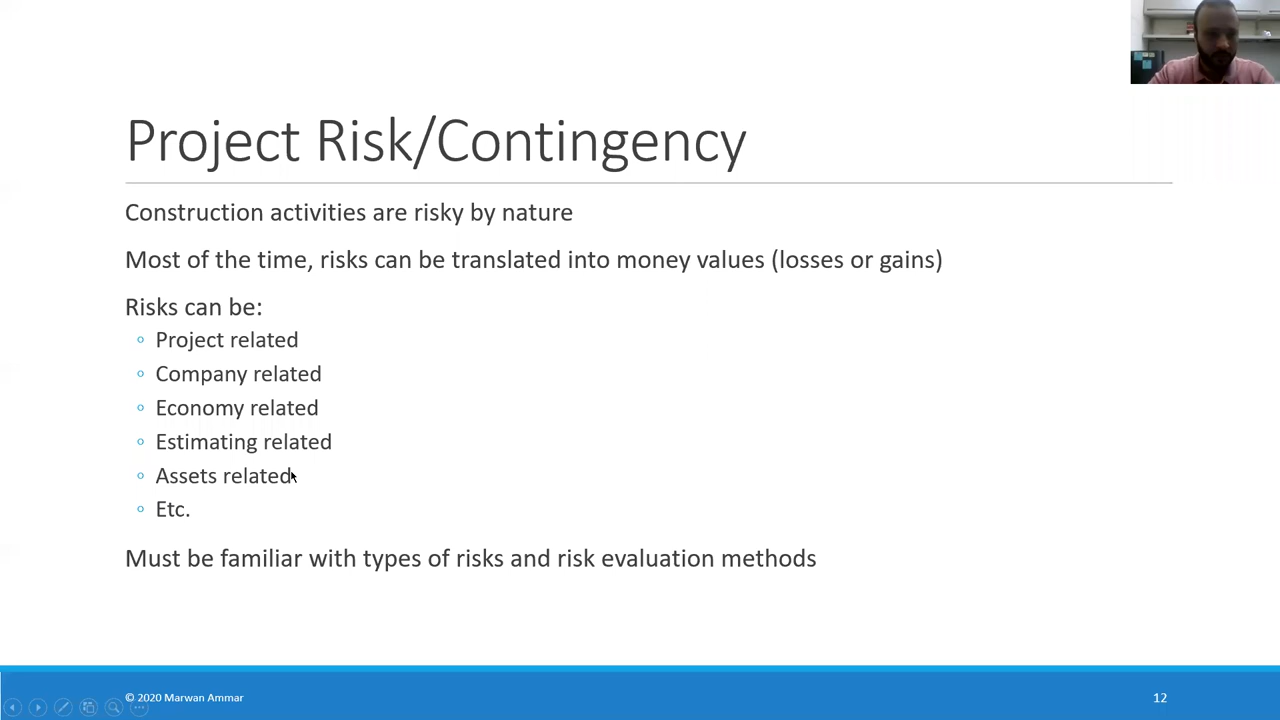 Project Risk/Contingency
Construction activities are risky by nature
Most of the time, risks can be translated into money values (losses or gains)
Risks can be:
Project related
Company related
Economy related
Estimating related
Assets related
Etc.
Must be familiar with types of risks and risk evaluation methods
© 2020 Marwan Ammar
12